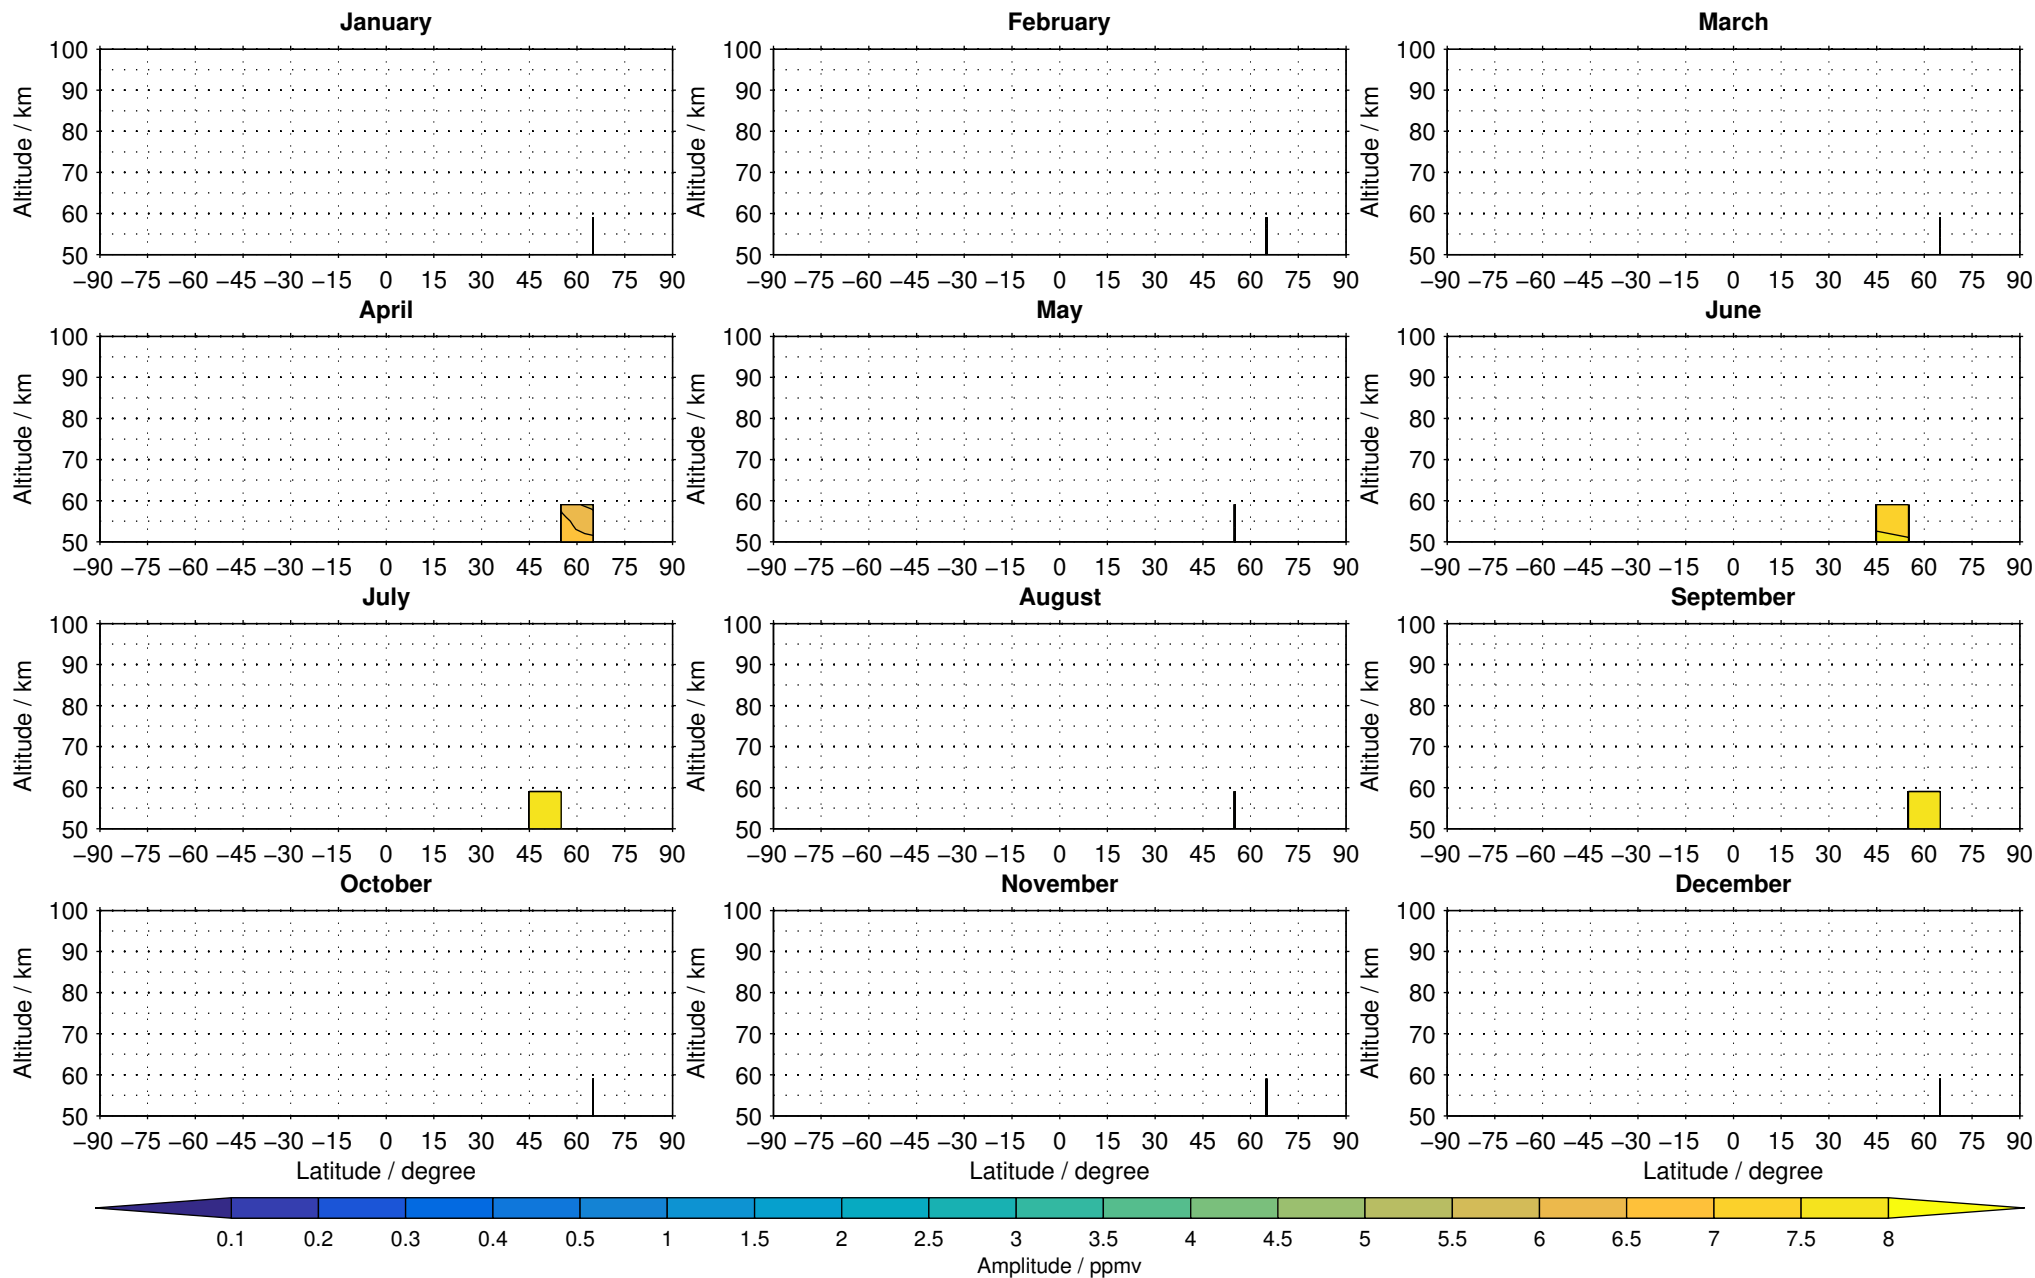 January February March
100 100 100
90 90 90
80 80 80
70 70 70
60 60 60
50 50 50
Altitude / km Altitude / km Altitude / km
−90 −75 −60 −45 −30 −15 0 15 30 45 60 75 90 −90 −75 −60 −45 −30 −15 0 15 30 45 60 75 90 −90 −75 −60 −45 −30 −15 0 15 30 45 60 75 90
April May June
100 100 100
90 90 90
80 80 80
70 70 70
60 60 60
50 50 50
Altitude / km Altitude / km Altitude / km
−90 −75 −60 −45 −30 −15 0 15 30 45 60 75 90 −90 −75 −60 −45 −30 −15 0 15 30 45 60 75 90 −90 −75 −60 −45 −30 −15 0 15 30 45 60 75 90
July August September
100 100 100
90 90 90
80 80 80
70 70 70
60 60 60
50 50 50
Altitude / km Altitude / km Altitude / km
−90 −75 −60 −45 −30 −15 0 15 30 45 60 75 90 −90 −75 −60 −45 −30 −15 0 15 30 45 60 75 90 −90 −75 −60 −45 −30 −15 0 15 30 45 60 75 90
October November December
100 100 100
90 90 90
80 80 80
70 70 70
60 60 60
50 50 50
Altitude / km Altitude / km Altitude / km
−90 −75 −60 −45 −30 −15 0 15 30 45 60 75 90 −90 −75 −60 −45 −30 −15 0 15 30 45 60 75 90 −90 −75 −60 −45 −30 −15 0 15 30 45 60 75 90
Latitude / degree Latitude / degree Latitude / degree
0.1 0.2 0.3 0.4 0.5 1 1.5 2 2.5 3 3.5 4 4.5 5 5.5 6 6.5 7 7.5 8
Amplitude / ppmv